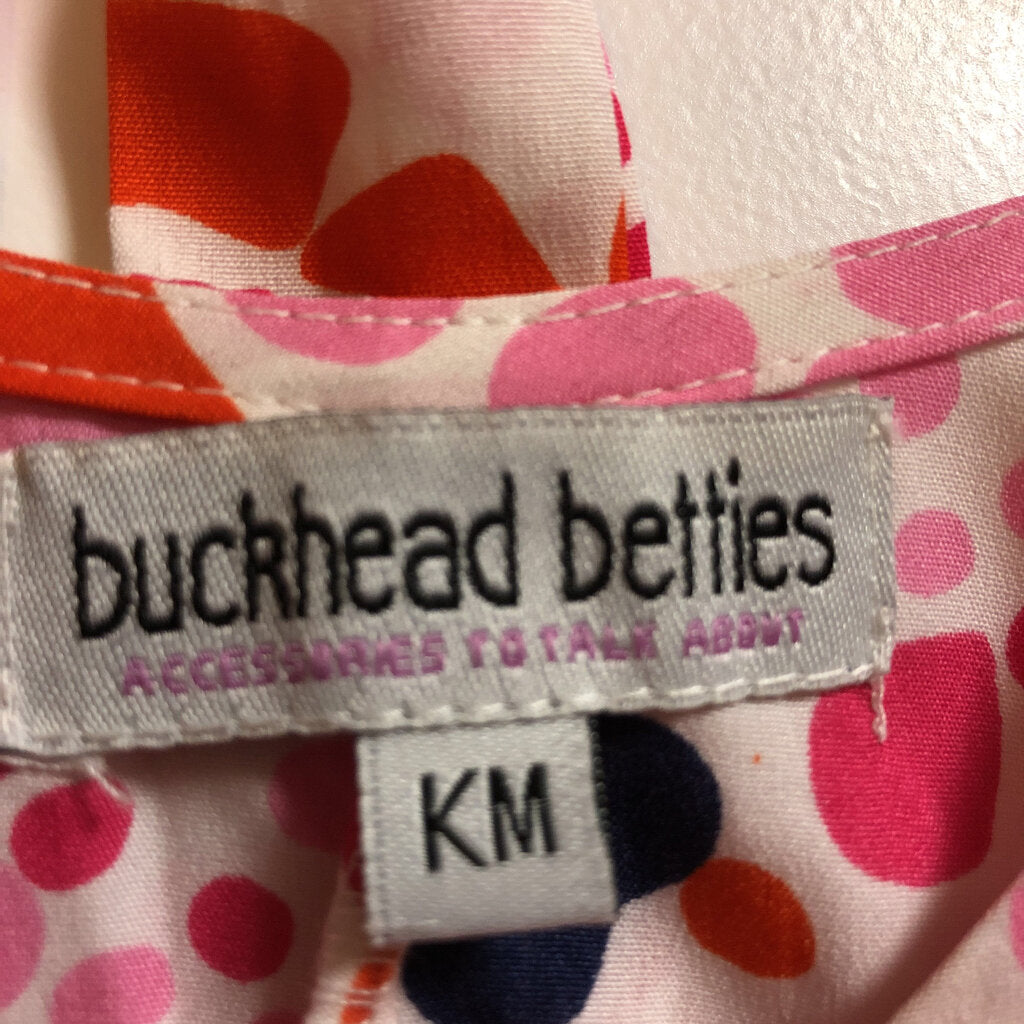 buckhead betties
ACCESSORIES TO TALK ABOUT
KM